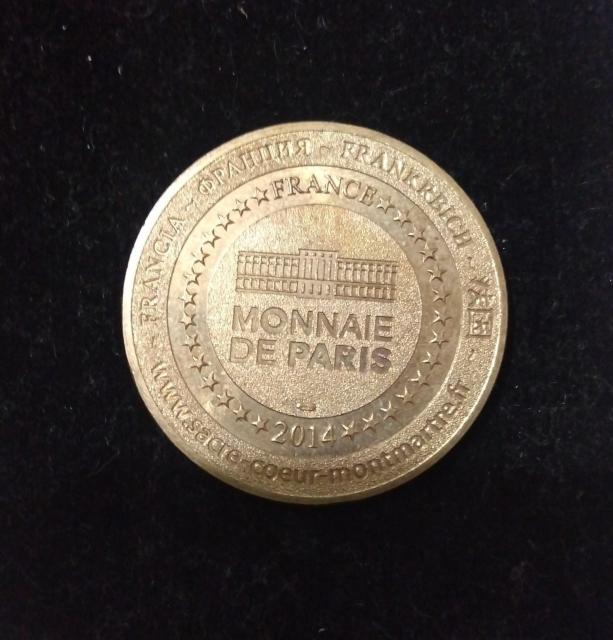 ~ FRANCIA ~ ФРАНЦИЯ ~ FRANKREICH ~ 法国 ~
FRANCE
MONNAIE
DE PARIS
2014
www.sacre-coeur-montmartre.fr